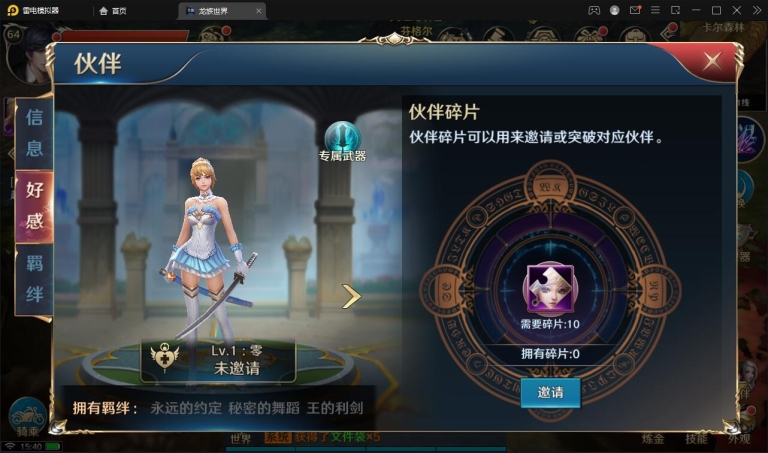 雷电模拟器
首页
龙族世界
64
芬格尔
卡尔森林
伙伴
信息
好感
羁绊
专属武器
伙伴碎片
伙伴碎片可以用来邀请或突破对应伙伴。
需要碎片:10
拥有碎片:0
邀请
Lv.1:零
未邀请
拥有羁绊： 永远的约定 秘密的舞蹈 王的利剑
骑乘
世界 系统 获得了文件袋×5
炼金 技能 外观
15:40